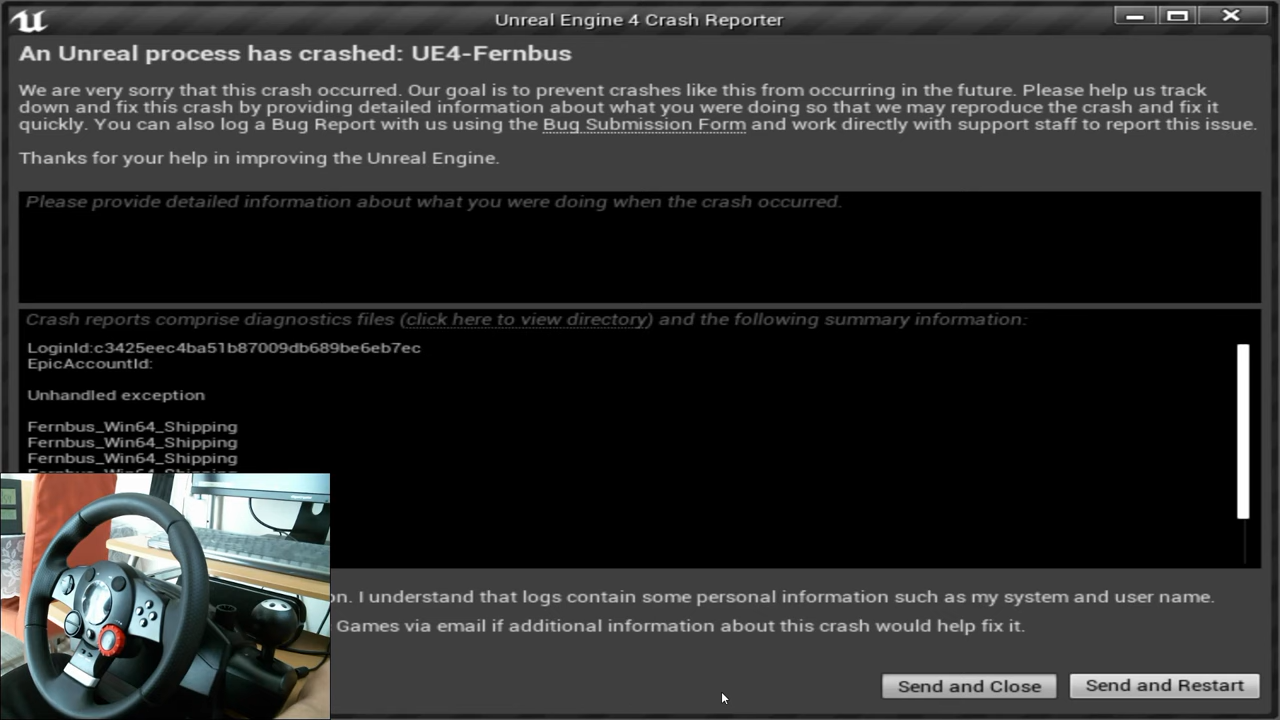 Unreal Engine 4 Crash Reporter
An Unreal process has crashed: UE4-Fernbus
We are very sorry that this crash occurred. Our goal is to prevent crashes like this from occurring in the future. Please help us track
down and fix this crash by providing detailed information about what you were doing so that we may reproduce the crash and fix it
quickly. You can also log a Bug Report with us using the Bug Submission Form and work directly with support staff to report this issue.
Thanks for your help in improving the Unreal Engine.
Please provide detailed information about what you were doing when the crash occurred.
Crash reports comprise diagnostics files (click here to view directory) and the following summary information:
LoginId:c3425eec4ba51b87009db689be6eb7ec
EpicAccountId:
Unhandled exception
Fernbus_Win64_Shipping
Fernbus_Win64_Shipping
Fernbus_Win64_Shipping
on. I understand that logs contain some personal information such as my system and user name.
Games via email if additional information about this crash would help fix it.
Send and Close
Send and Restart